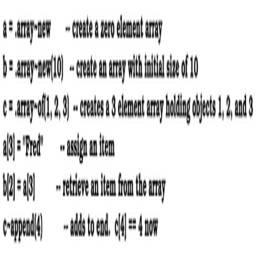 a = .array~new -- create a zero element array
b = .array~new(10) -- create an array with initial size of 10
c = .array~of(1, 2, 3) -- creates a 3 element array holding objects 1, 2, and 3
a[3] = "Fred" -- assign an item
b[2] = a[3] -- retrieve an item from the array
c~append(4) -- adds to end. c[4] == 4 now